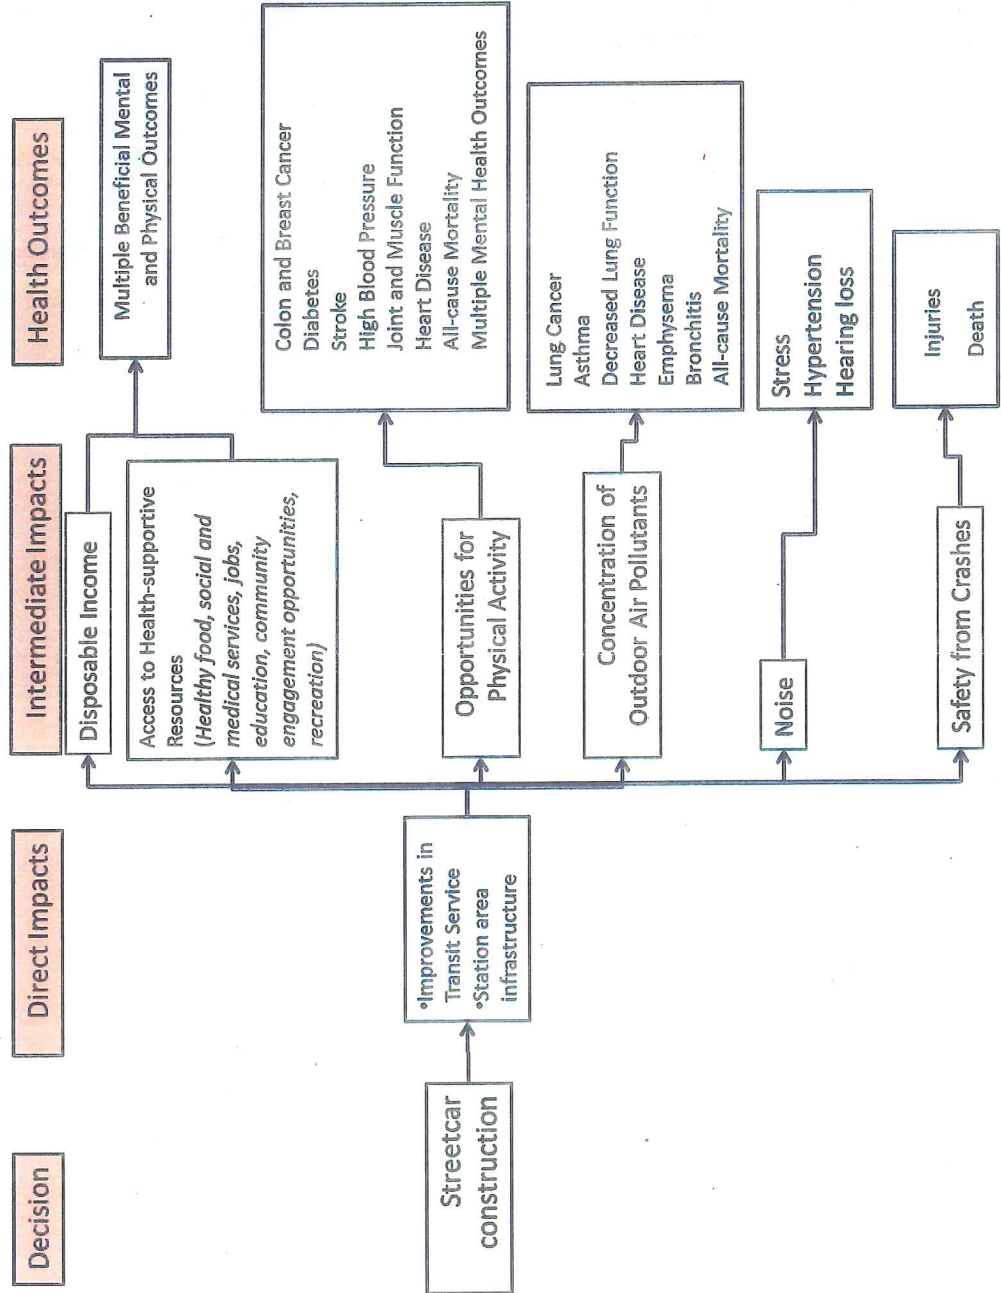 Decision
Direct Impacts
Intermediate Impacts
Health Outcomes
Streetcar
construction
•Improvements in
Transit Service
•Station area
infrastructure
Disposable Income
Access to Health-supportive
Resources
(Healthy food, social and
medical services, jobs,
education, community
engagement opportunities,
recreation)
Opportunities for
Physical Activity
Concentration of
Outdoor Air Pollutants
Noise
Safety from Crashes
Multiple Beneficial Mental
and Physical Outcomes
Colon and Breast Cancer
Diabetes
Stroke
High Blood Pressure
Joint and Muscle Function
Heart Disease
All-cause Mortality
Multiple Mental Health Outcomes
Lung Cancer
Asthma
Decreased Lung Function
Heart Disease
Emphysema
Bronchitis
All-cause Mortality
Stress
Hypertension
Hearing loss
Injuries
Death